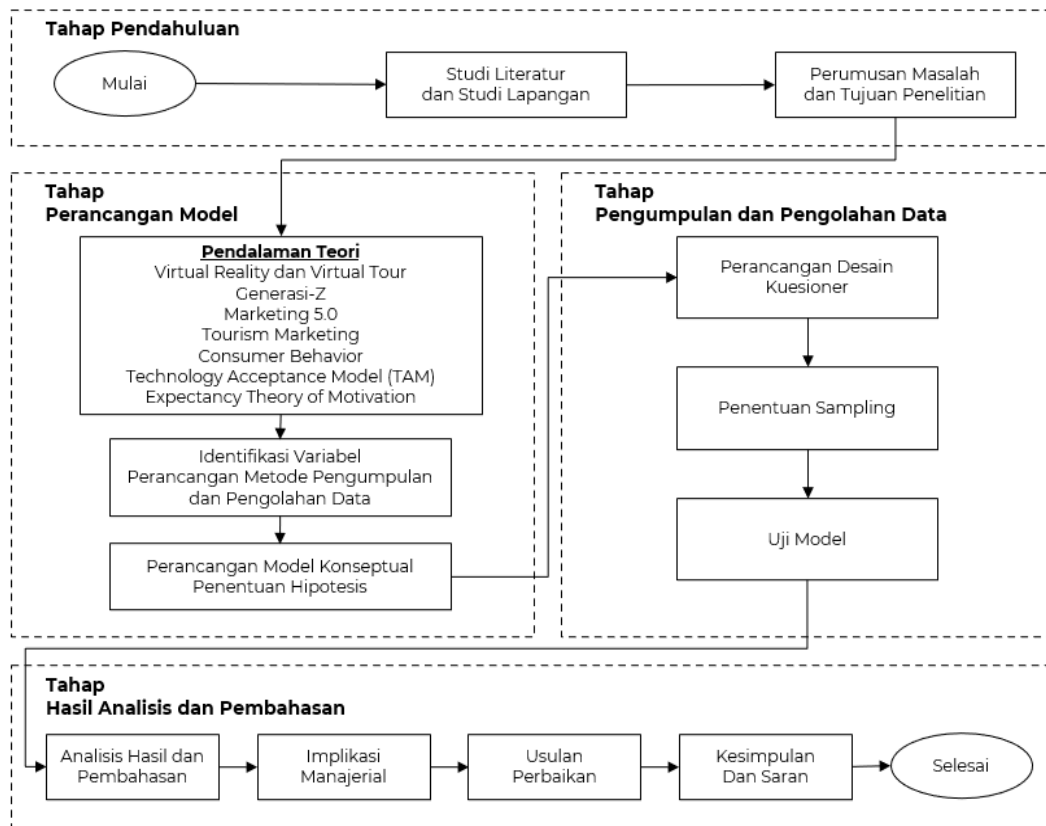 Tahap Pendahuluan
Mulai
Studi Literatur
dan Studi Lapangan
Perumusan Masalah
dan Tujuan Penelitian
Tahap
Perancangan Model
Pendalaman Teori
Virtual Reality dan Virtual Tour
Generasi-Z
Marketing 5.0
Tourism Marketing
Consumer Behavior
Technology Acceptance Model (TAM)
Expectancy Theory of Motivation
Identifikasi Variabel
Perancangan Metode Pengumpulan
dan Pengolahan Data
Perancangan Model Konseptual
Penentuan Hipotesis
Tahap
Pengumpulan dan Pengolahan Data
Perancangan Desain
Kuesioner
Penentuan Sampling
Uji Model
Tahap
Hasil Analisis dan Pembahasan
Analisis Hasil dan
Pembahasan
Implikasi
Manajerial
Usulan
Perbaikan
Kesimpulan
Dan Saran
Selesai